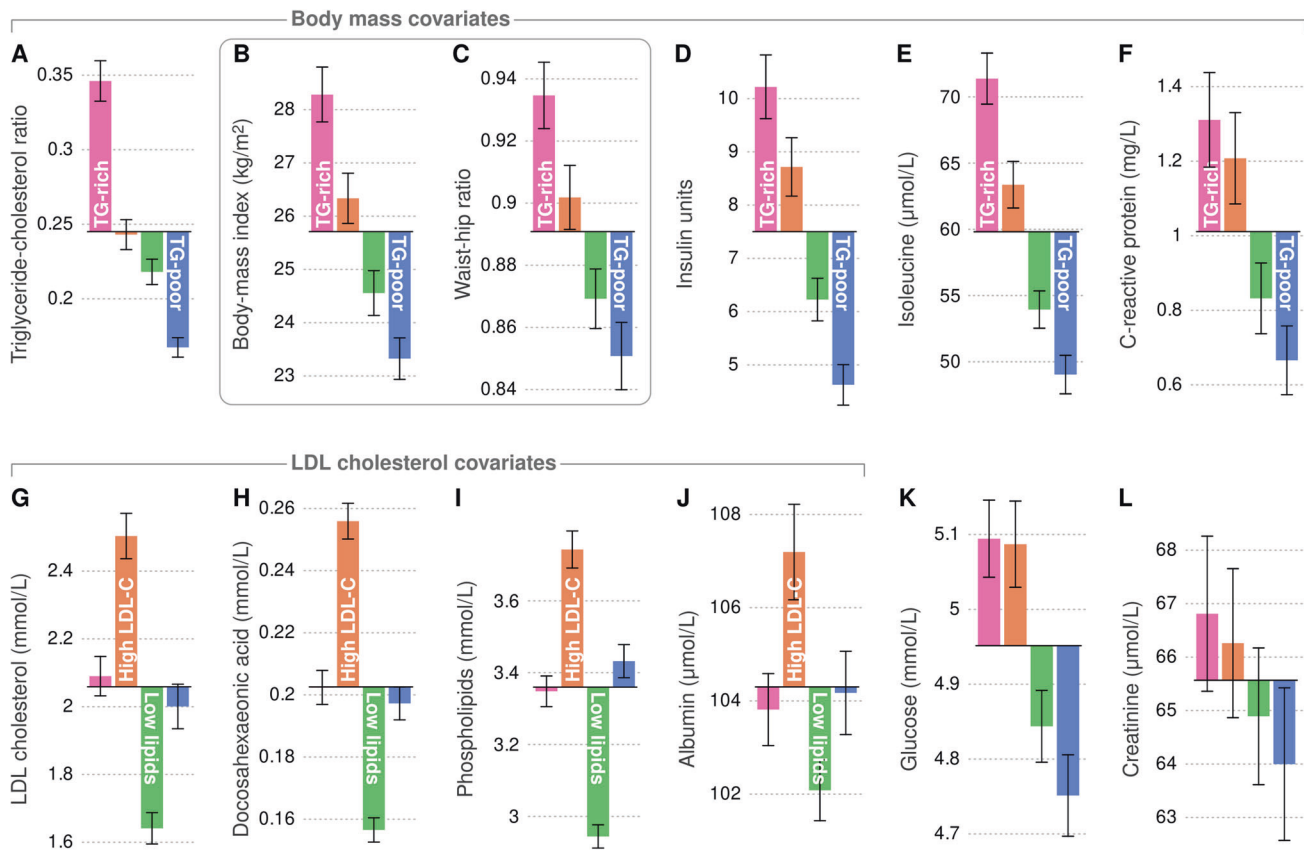 Body mass covariates
A
Triglyceride-cholesterol ratio
0.35
0.3
0.25
0.2
TG-rich
TG-poor
B
Body-mass index (kg/m2)
28
27
26
25
24
23
TG-rich
TG-poor
C
Waist-hip ratio
0.94
0.92
0.9
0.88
0.86
0.84
TG-rich
TG-poor
D
Insulin units
10
9
8
7
6
5
TG-rich
TG-poor
E
Isoleucine (μmol/L)
70
65
60
55
50
TG-rich
TG-poor
F
C-reactive protein (mg/L)
1.4
1.2
1
0.8
0.6
TG-rich
TG-poor
LDL cholesterol covariates
G
LDL cholesterol (mmol/L)
2.4
2.2
2
1.8
1.6
High LDL-C
Low lipids
H
Docosahexaeonic acid (mmol/L)
0.26
0.24
0.22
0.2
0.18
0.16
High LDL-C
Low lipids
I
Phospholipids (mmol/L)
3.6
3.4
3.2
3
High LDL-C
Low lipids
J
Albumin (μmol/L)
108
106
104
102
High LDL-C
Low lipids
K
Glucose (mmol/L)
5.1
5
4.9
4.8
4.7
L
Creatinine (μmol/L)
68
67
66
65
64
63